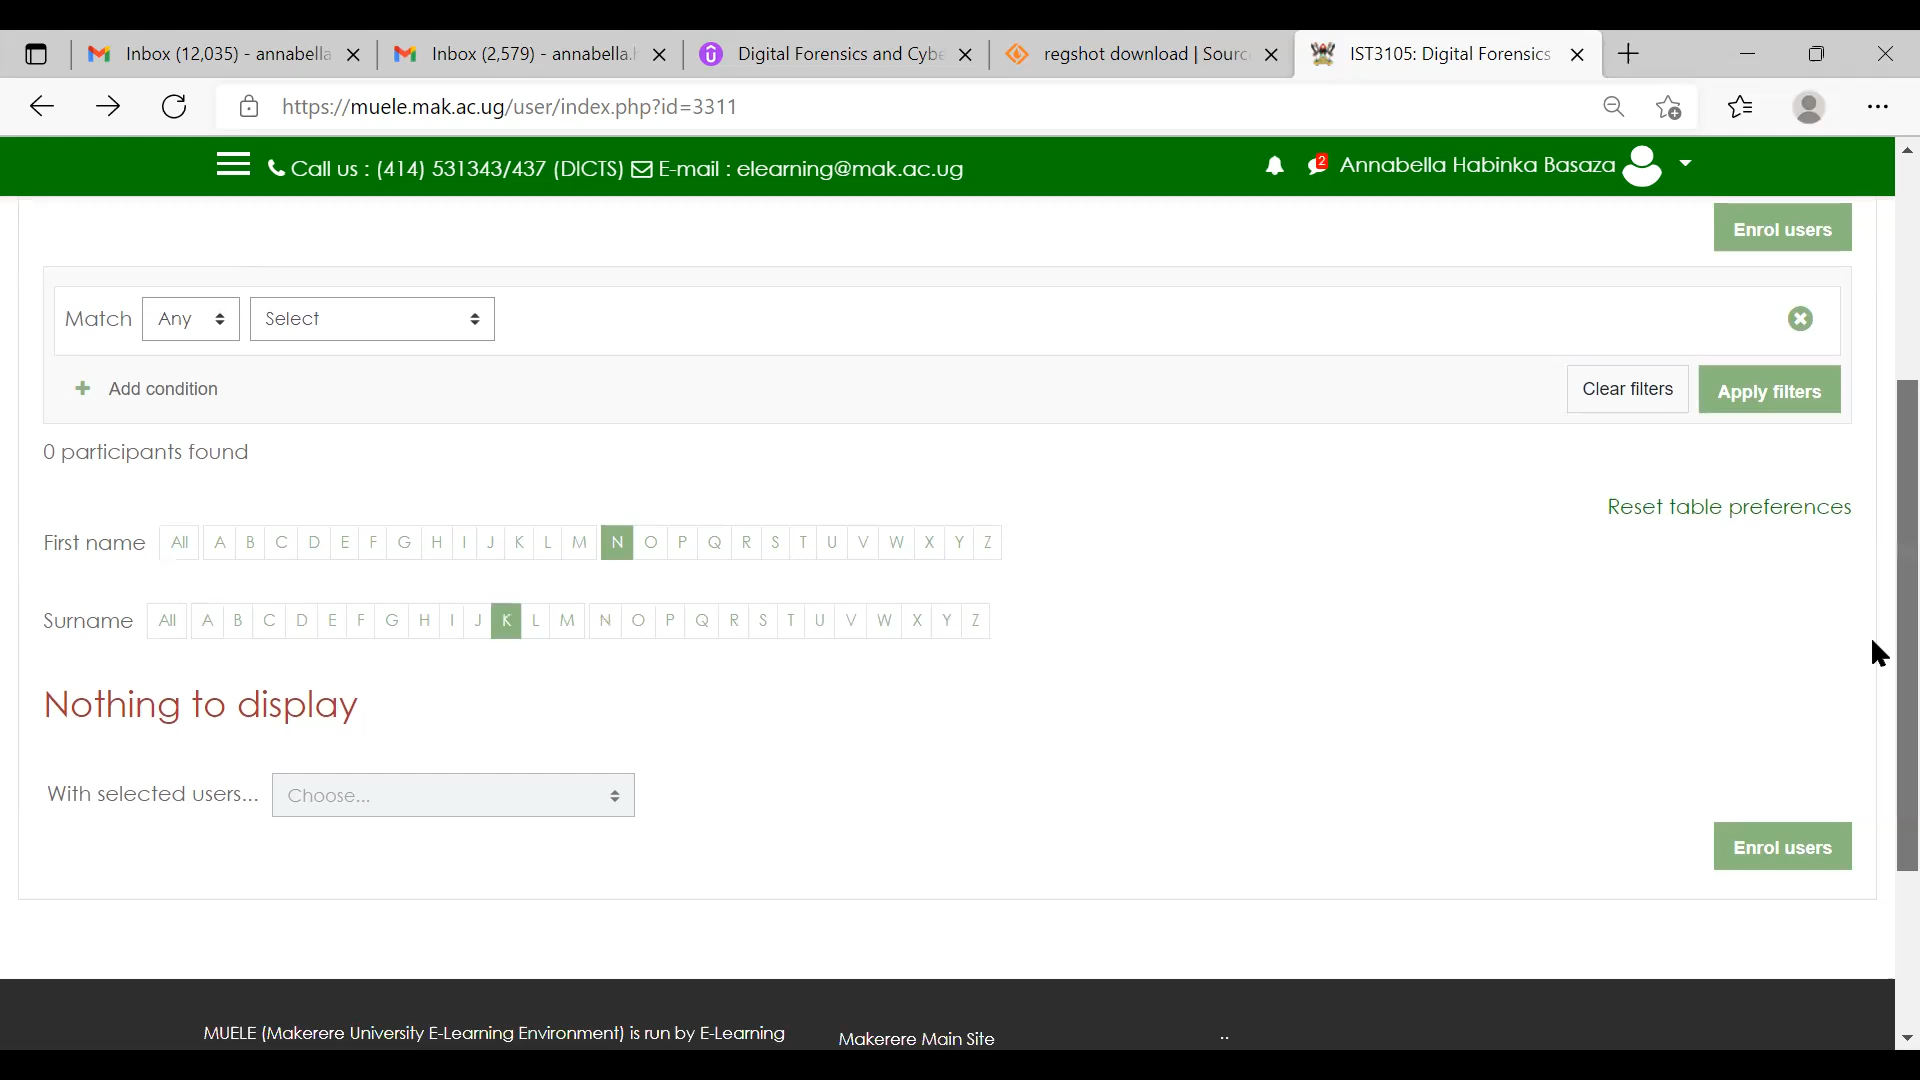 Inbox (12,035) - annabella
Inbox (2,579) - annabella.
Digital Forensics and Cybe
regshot download | Sourc
IST3105: Digital Forensics
https://muele.mak.ac.ug/user/index.php?id=3311
Call us : (414) 531343/437 (DICTS) E-mail : elearning@mak.ac.ug
2 Annabella Habinka Basaza
Enrol users
Match Any Select
Add condition
Clear filters Apply filters
0 participants found
Reset table preferences
First name All A B C D E F G H I J K L M N O P Q R S T U V W X Y Z
Surname All A B C D E F G H I J K L M N O P Q R S T U V W X Y Z
Nothing to display
With selected users... Choose...
Enrol users
MUELE (Makerere University E-Learning Environment) is run by E-Learning
Makerere Main Site
..